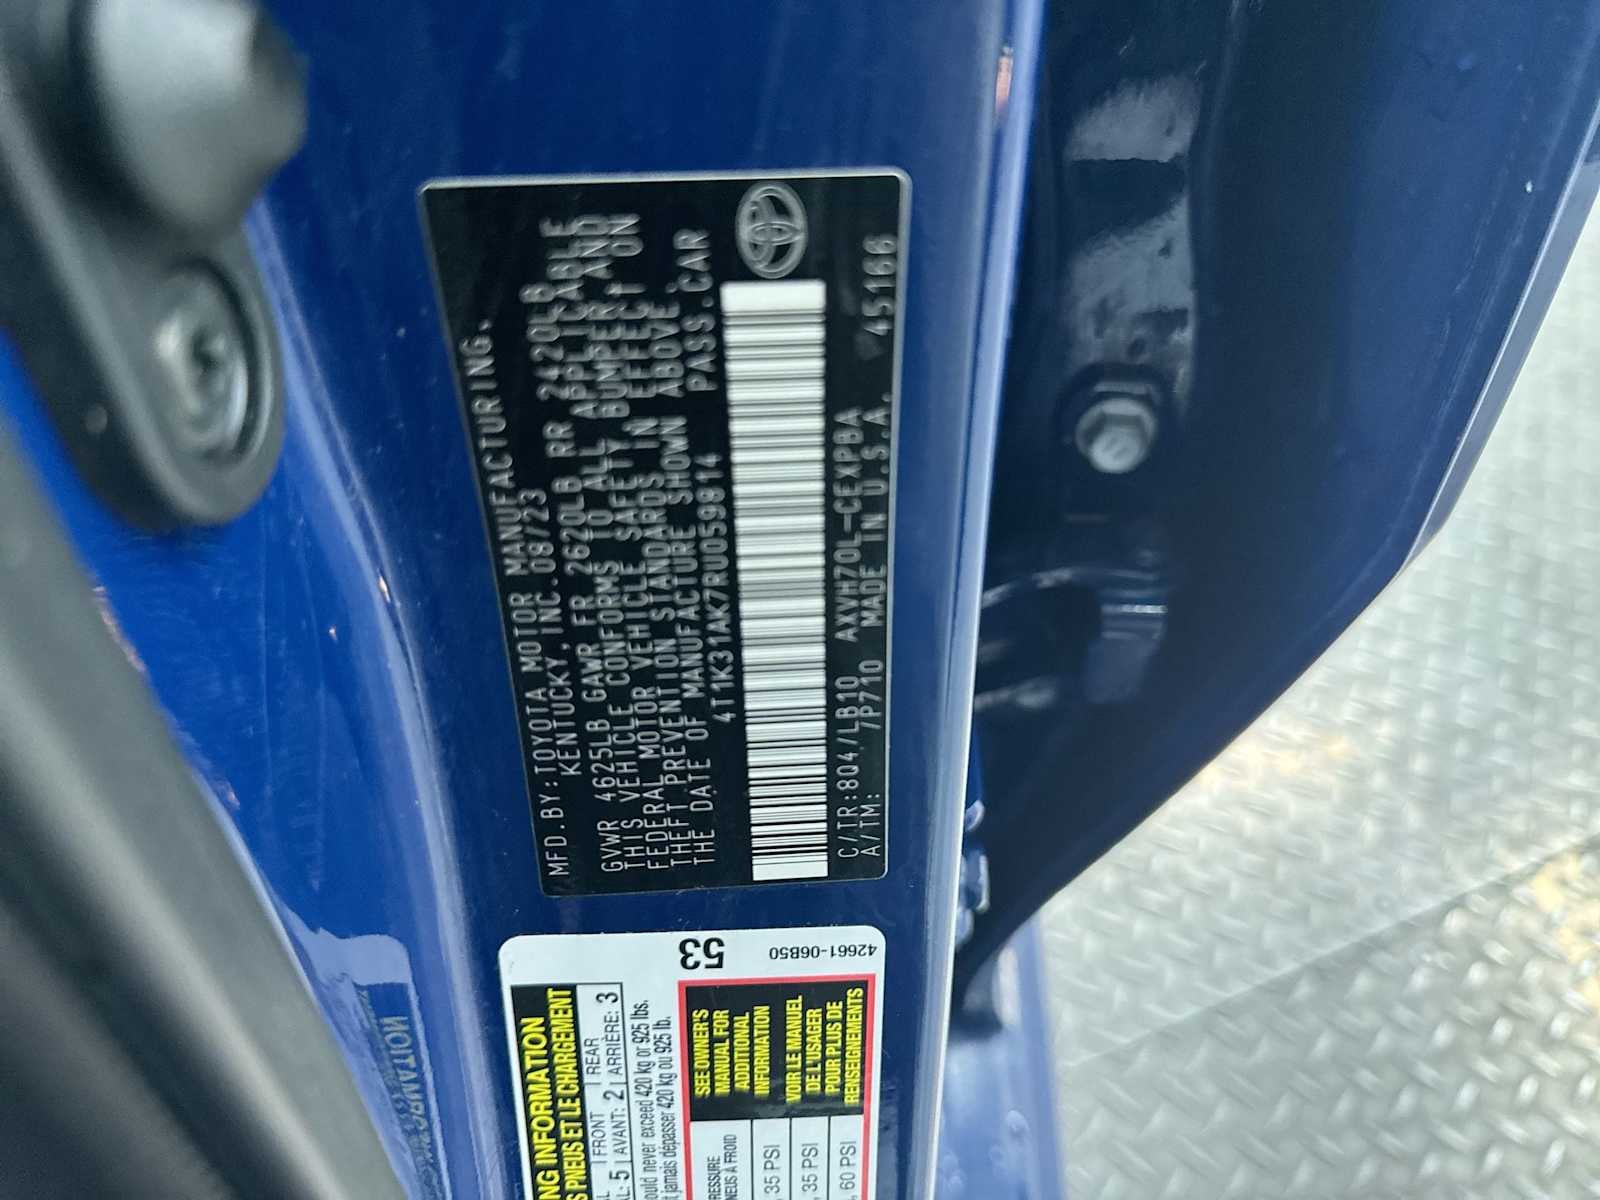 MFD.BY:TOYOTA MOTOR MANUFACTURING,
KENTUCKY, INC. 08/23
GVWR 4625LB GAWR FR 2620LB RR 2420LB
THIS VEHICLE CONFORMS TO ALL APPLICABLE
FEDERAL MOTOR VEHICLE SAFETY, BUMPER, AND
THEFT PREVENTION STANDARDS IN EFFECT ON
THE DATE OF MANUFACTURE SHOWN ABOVE.
4T1K31AK7RU059814 PASS.CAR
C/TR:804/LB10 AXVH70L-CEXPBA 45166
A/TM: /P710 MADE IN U.S.A.
53
42661-06B50
NG INFORMATION
S PNEUS ET LE CHARGEMENT
FRONT REAR
AL: 5 AVANT: 2 ARRIÈRE: 3
ould never exceed 420 kg or 925 lbs.
t jamais dépasser 420 kg ou 925 lb.
SEE OWNER'S
MANUAL FOR
ADDITIONAL
INFORMATION
VOIR LE MANUEL
DE L'USAGER
POUR PLUS DE
RENSEIGNEMENTS
RESSURE
NEUS À FROID
, 35 PSI
, 35 PSI
, 60 PSI